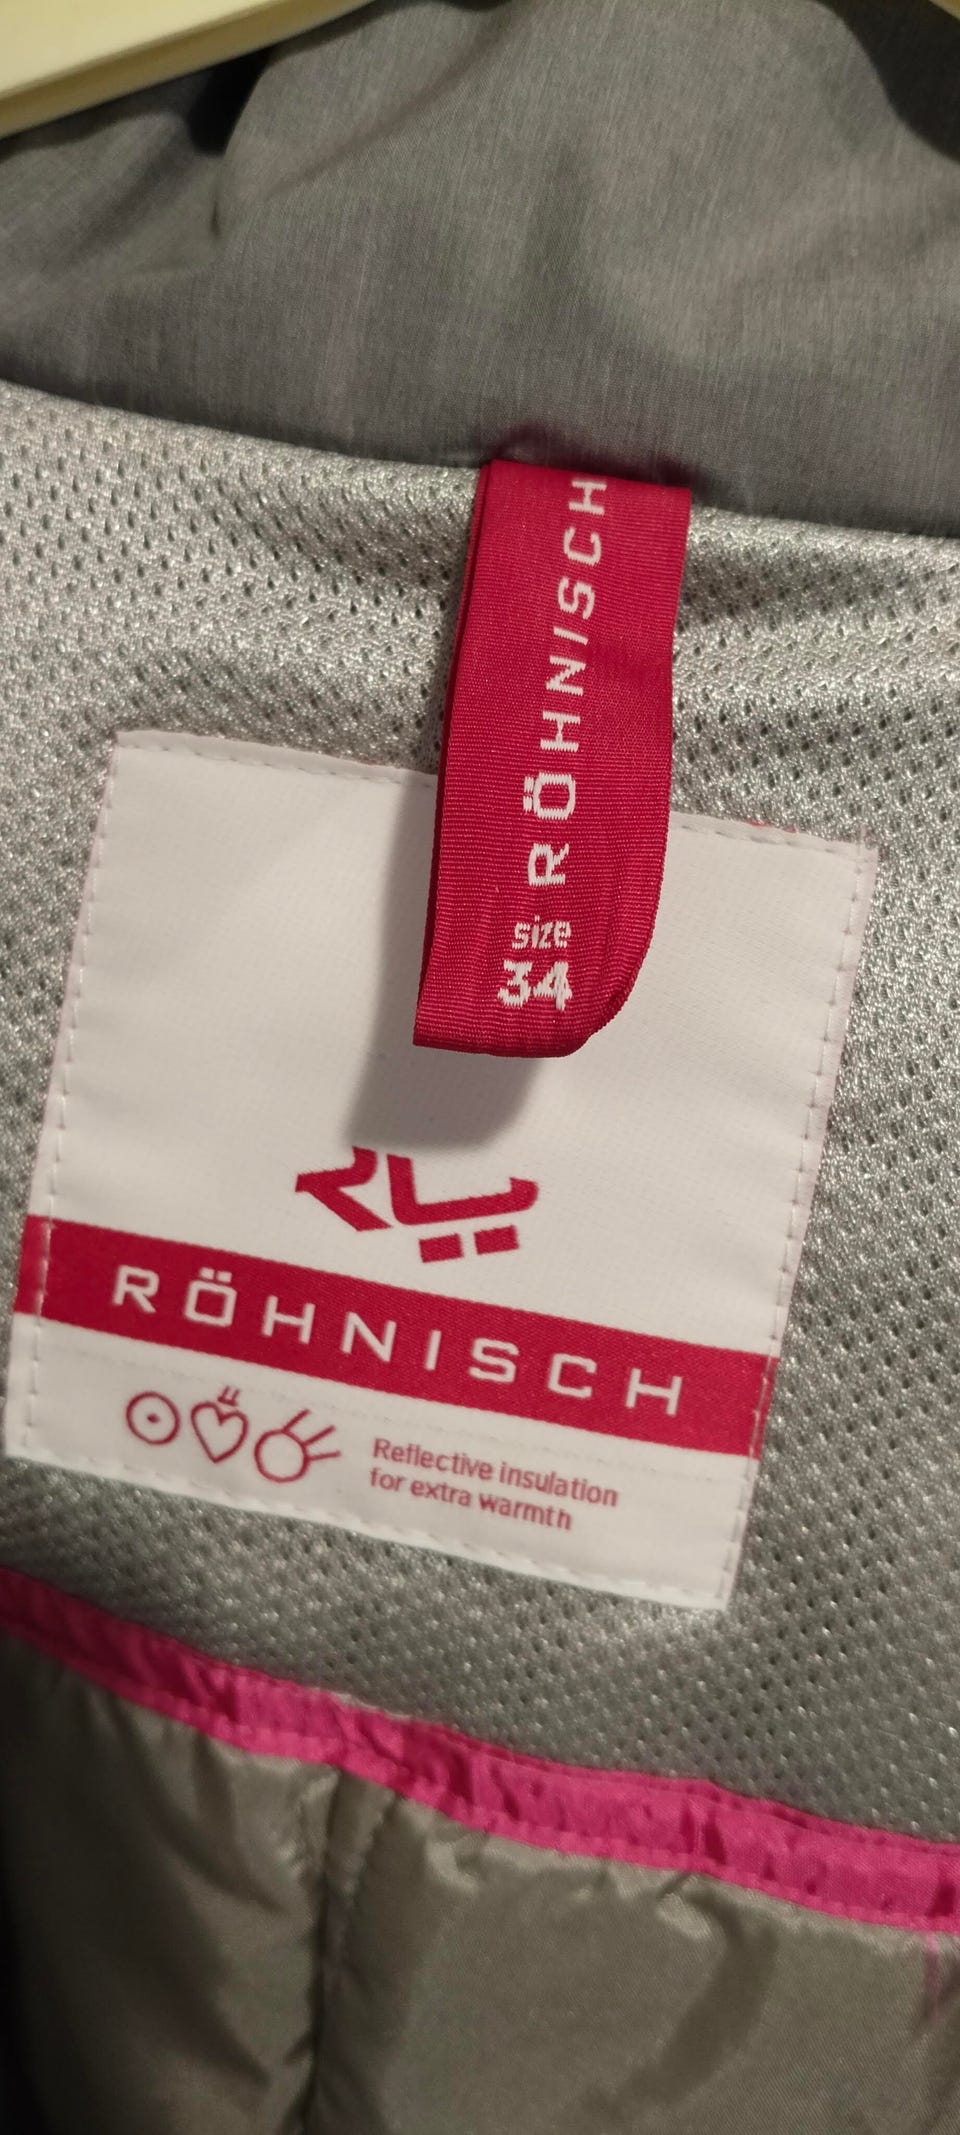 RÖHNISCH
size
34
RÖHNISCH
Reflective insulation
for extra warmth